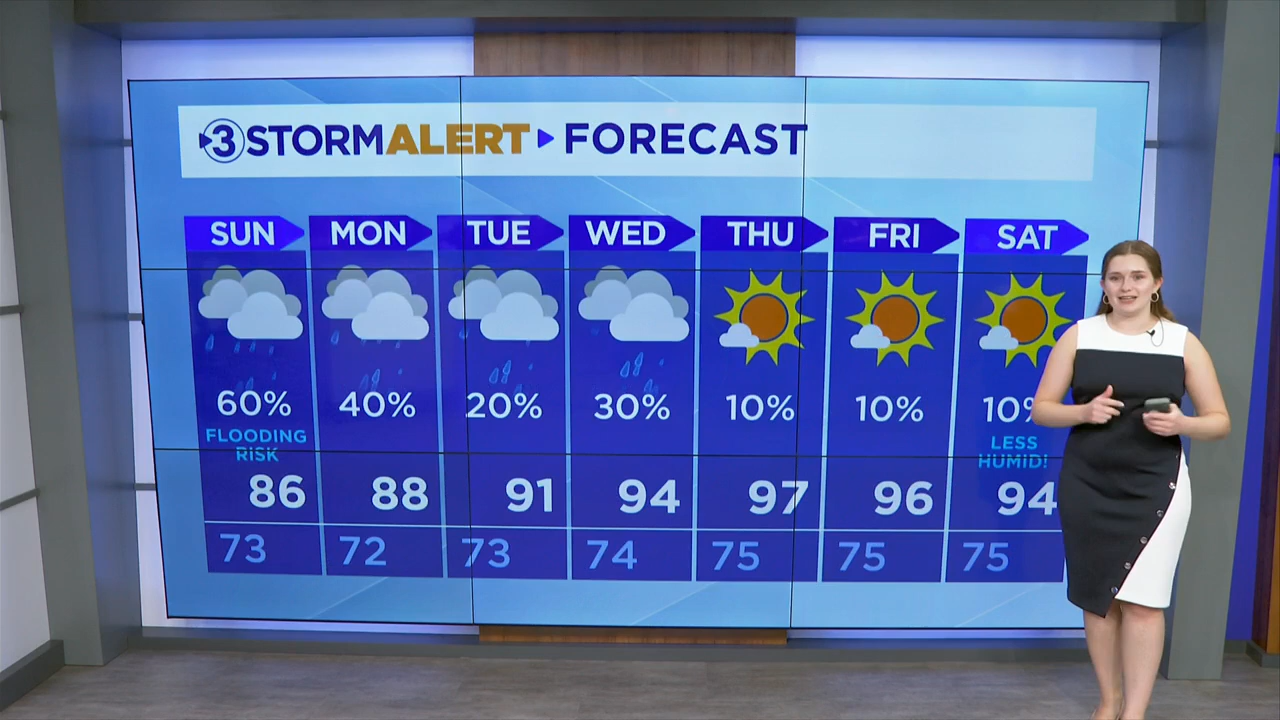 3 STORMALERT FORECAST
SUN MON TUE WED THU FRI SAT
60% 40% 20% 30% 10% 10% 10%
FLOODING
RISK
LESS
HUMID!
86 88 91 94 97 96 94
73 72 73 74 75 75 75